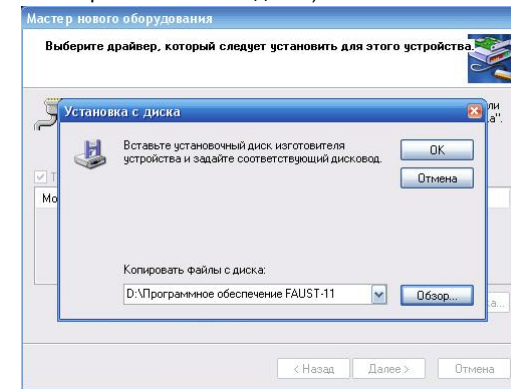 Мастер нового оборудования
Выберите драйвер, который следует установить для этого устройства.
Установка с диска
Вставьте установочный диск изготовителя
устройства и задайте соответствующий дисковод.
OK
Отмена
Копировать файлы с диска:
D:\Программное обеспечение FAUST-11
Обзор...
< Назад
Далее >
Отмена